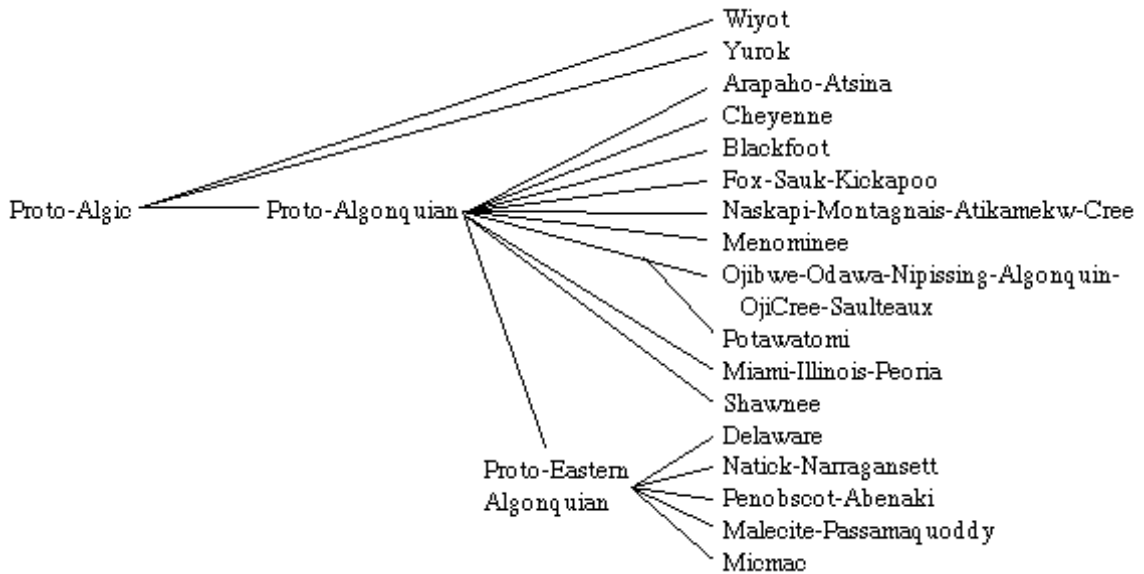 Wiyot
Yurok
Arapaho-Atsina
Cheyenne
Blackfoot
Fox-Sauk-Kickapoo
Proto-Algic
Proto-Algonquian
Naskapi-Montagnais-Atikamekw-Cree
Menominee
Ojibwe-Odawa-Nipissing-Algonquin-
OjiCree-Saulteaux
Potawatomi
Miami-Illinois-Peoria
Shawnee
Delaware
Proto-Eastern
Algonquian
Natick-Narragansett
Penobscot-Abenaki
Malecite-Passamaquoddy
Micmac